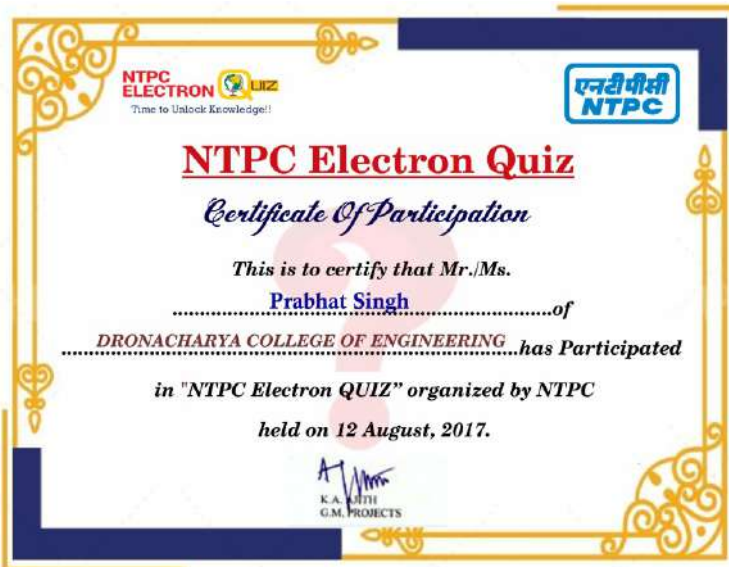 NTPC
ELECTRON QUIZ
Time to Unlock Knowledge!!
एनटीपीसी
NTPC
NTPC Electron Quiz
Certificate Of Participation
This is to certify that Mr./Ms.
Prabhat Singh of
DRONACHARYA COLLEGE OF ENGINEERING has Participated
in "NTPC Electron QUIZ” organized by NTPC
held on 12 August, 2017.
K.A.
G.M. PROJECTS